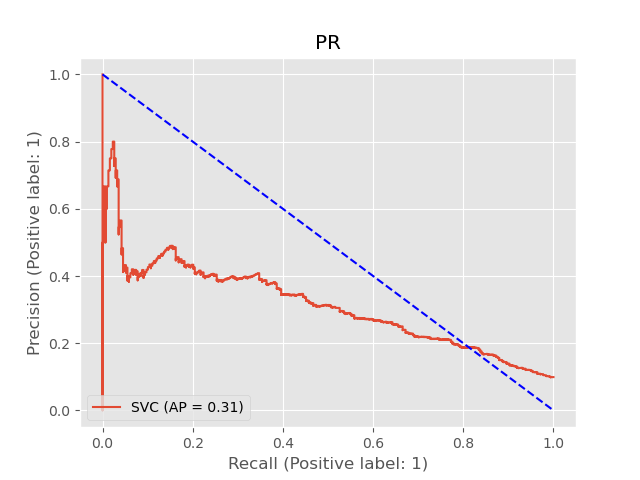 PR
Precision (Positive label: 1)
1.0
0.8
0.6
0.4
0.2
0.0
SVC (AP = 0.31)
0.0 0.2 0.4 0.6 0.8 1.0
Recall (Positive label: 1)